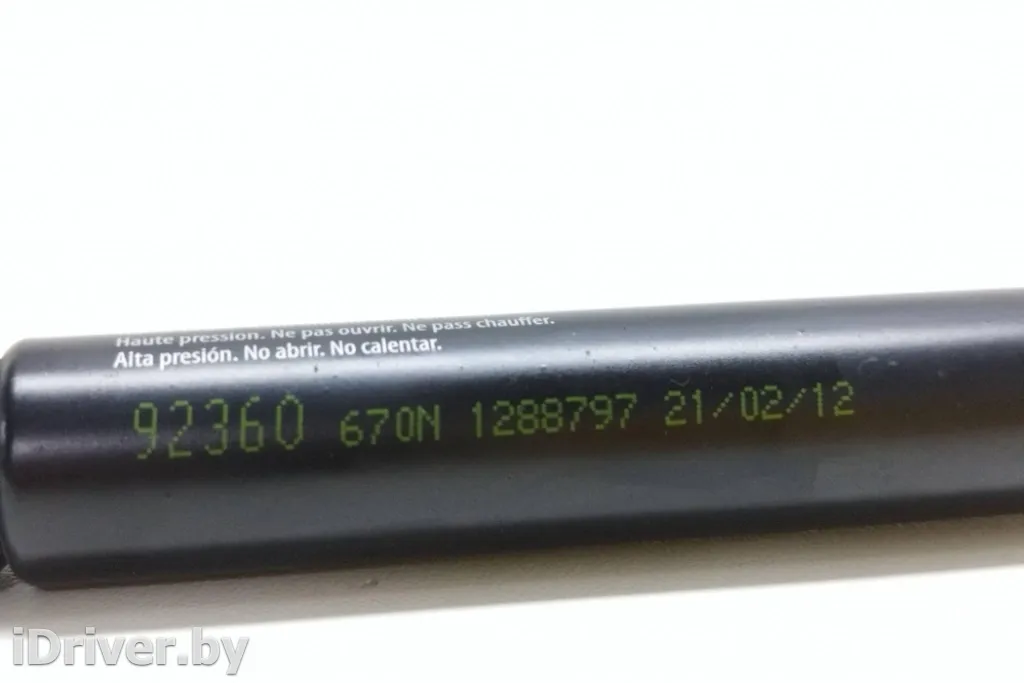 Haute pression. Ne pas ouvrir. Ne pass chauffer.
Alta presión. No abrir. No calentar.
92360 670N 1288797 21/02/12
iDriver.by